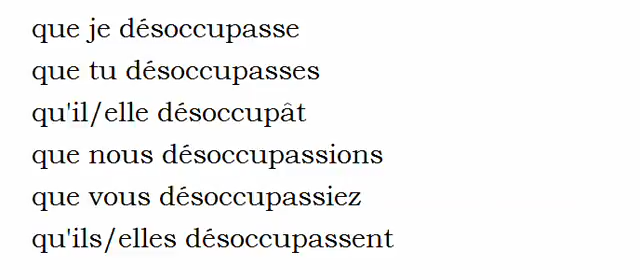 que je désoccupasse
que tu désoccupasses
qu'il/elle désoccupât
que nous désoccupassions
que vous désoccupassiez
qu'ils/elles désoccupassent